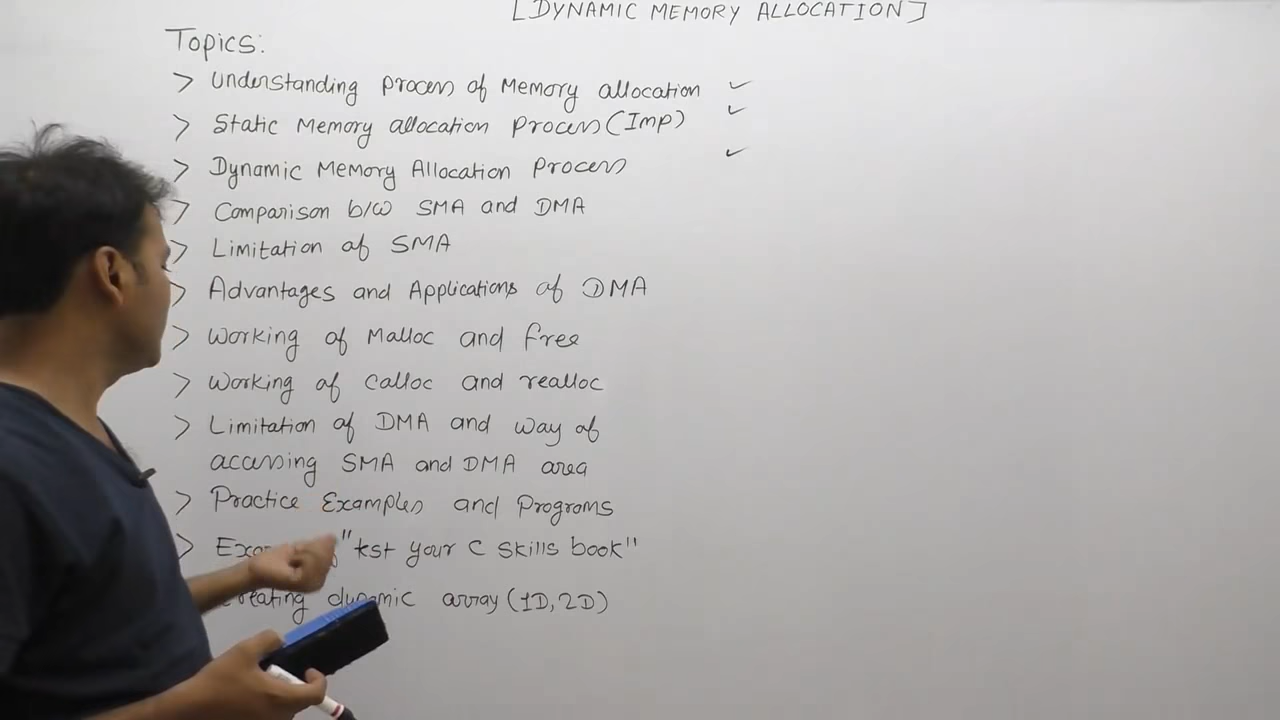 [DYNAMIC MEMORY ALLOCATION]
Topics:
> Understanding Process of Memory allocation ✓
> Static Memory allocation Process (Imp) ✓
> Dynamic Memory Allocation Process ✓
> Comparison b/w SMA and DMA
> Limitation of SMA
> Advantages and Applications of DMA
> Working of Malloc and free
> Working of calloc and realloc
> Limitation of DMA and way of
accessing SMA and DMA area
> Practice Examples and Programs
> "test your C skills book"
dynamic array (1D, 2D)